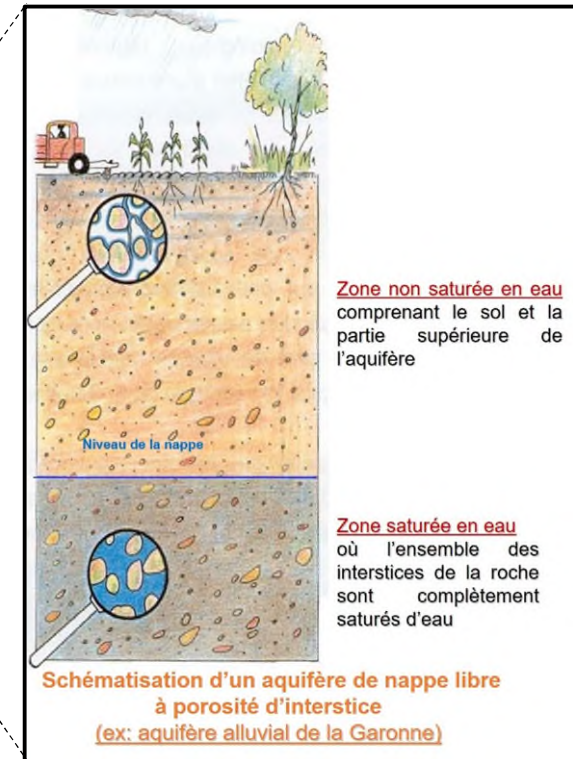 Zone non saturée en eau
comprenant le sol et la
partie supérieure de
l'aquifère
Niveau de la nappe
Zone saturée en eau
où l'ensemble des
interstices de la roche
sont complètement
saturés d'eau
Schématisation d'un aquifère de nappe libre
à porosité d'interstice
(ex: aquifère alluvial de la Garonne)